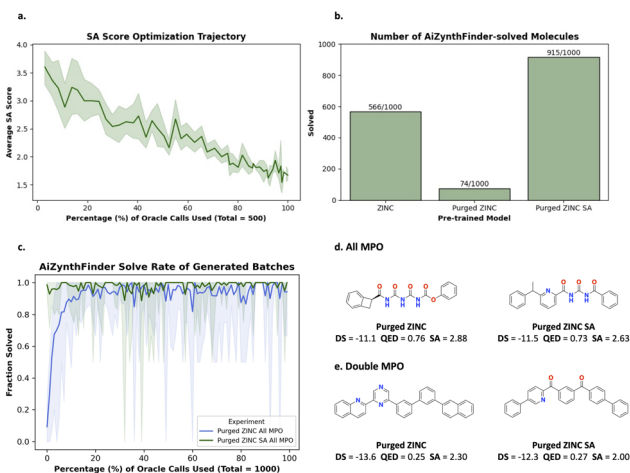 a.
SA Score Optimization Trajectory
4.0
3.5
3.0
2.5
2.0
1.5
Average SA Score
0
20
40
60
80
100
Percentage (%) of Oracle Calls Used (Total = 500)
b.
Number of AiZynthFinder-solved Molecules
1000
800
600
400
200
0
Solved
566/1000
74/1000
915/1000
ZINC
Purged ZINC
Purged ZINC SA
Pre-trained Model
c.
AiZynthFinder Solve Rate of Generated Batches
1.0
0.8
0.6
0.4
0.2
0.0
Fraction Solved
Experiment
Purged ZINC All MPO
Purged ZINC SA All MPO
0
20
40
60
80
100
Percentage (%) of Oracle Calls Used (Total = 1000)
d. All MPO
O O O O
N N N O
H H H
Purged ZINC
DS = -11.1 QED = 0.76 SA = 2.88
O O O
N N N
H H
Purged ZINC SA
DS = -11.5 QED = 0.73 SA = 2.63
e. Double MPO
N
N N
Purged ZINC
DS = -13.6 QED = 0.25 SA = 2.30
O O
N
Purged ZINC SA
DS = -12.3 QED = 0.27 SA = 2.00